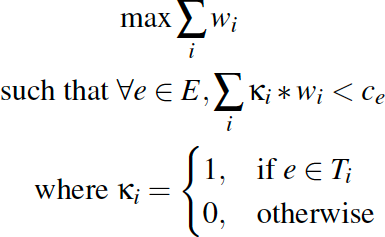 max ∑_i w_i
such that ∀e ∈ E, ∑_i κ_i * w_i < c_e
where κ_i = { 1, if e ∈ T_i
0, otherwise